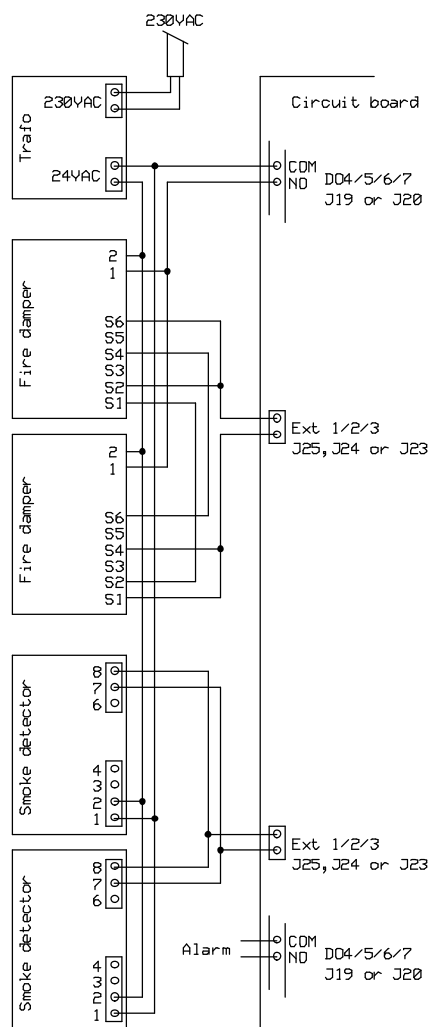 230VAC
Trafo
230VAC
24VAC
Circuit board
COM
NO
DO4/5/6/7
J19 or J20
Fire damper
2
1
S6
S5
S4
S3
S2
S1
Ext 1/2/3
J25, J24 or J23
Fire damper
2
1
S6
S5
S4
S3
S2
S1
Smoke detector
8
7
6
4
3
2
1
Ext 1/2/3
J25, J24 or J23
Smoke detector
8
7
6
4
3
2
1
Alarm
COM
NO
DO4/5/6/7
J19 or J20